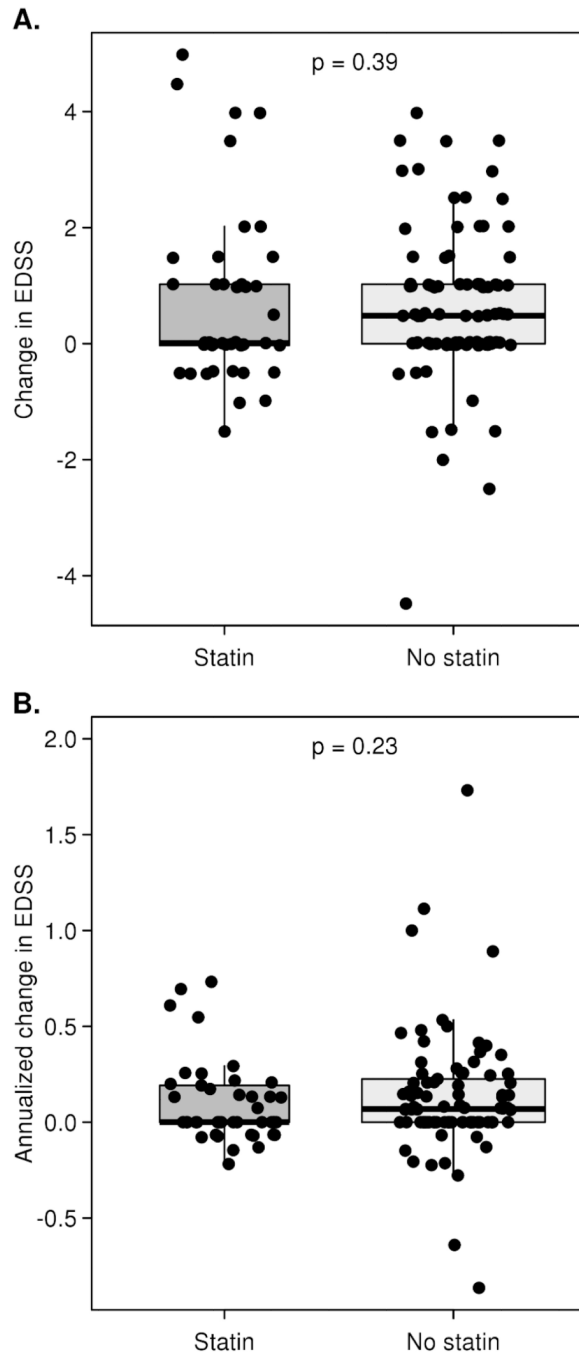 A.
p = 0.39
4
2
0
-2
-4
Change in EDSS
Statin No statin
B.
p = 0.23
2.0
1.5
1.0
0.5
0.0
-0.5
Annualized change in EDSS
Statin No statin